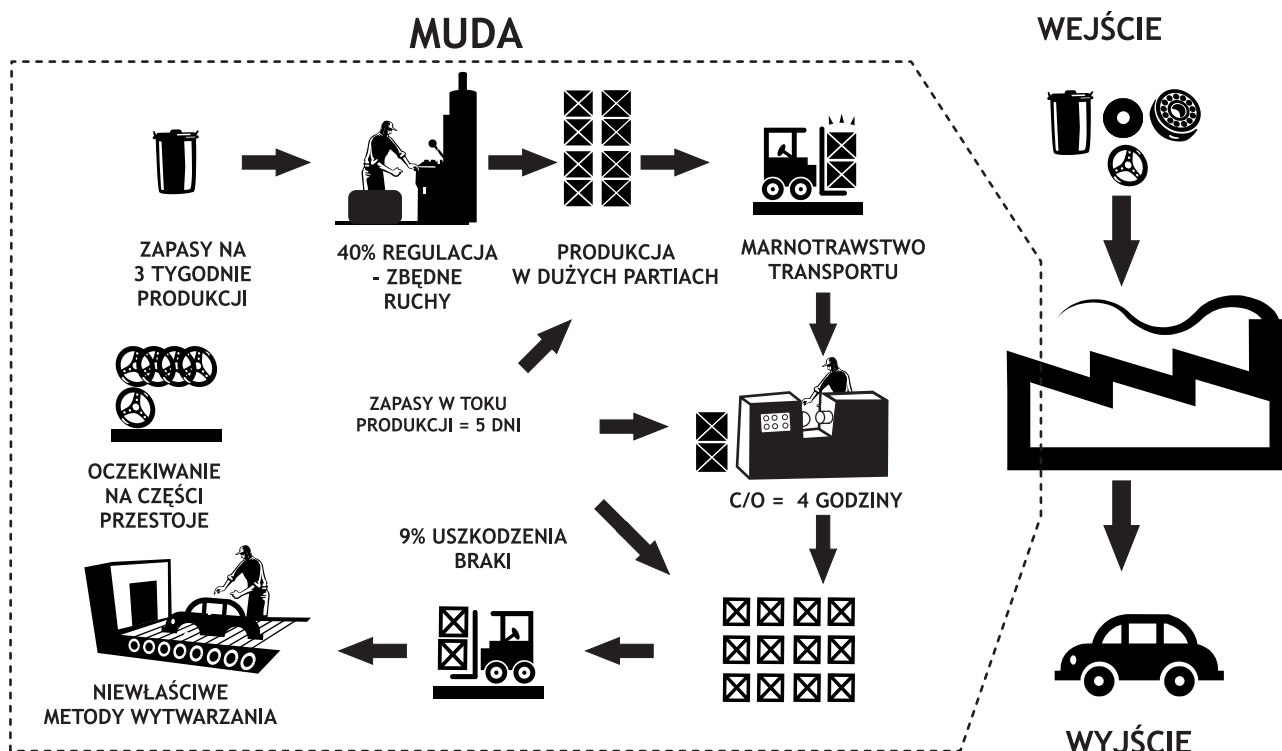 MUDA
WEJŚCIE
ZAPASY NA
3 TYGODNIE
PRODUKCJI
40% REGULACJA
- ZBĘDNE
RUCHY
PRODUKCJA
W DUŻYCH PARTIACH
MARNOTRAWSTWO
TRANSPORTU
ZAPASY W TOKU
PRODUKCJI = 5 DNI
OCZEKIWANIE
NA CZĘŚCI
PRZESTOJE
C/O = 4 GODZINY
9% USZKODZENIA
BRAKI
NIEWŁAŚCIWE
METODY WYTWARZANIA
WYJŚCIE